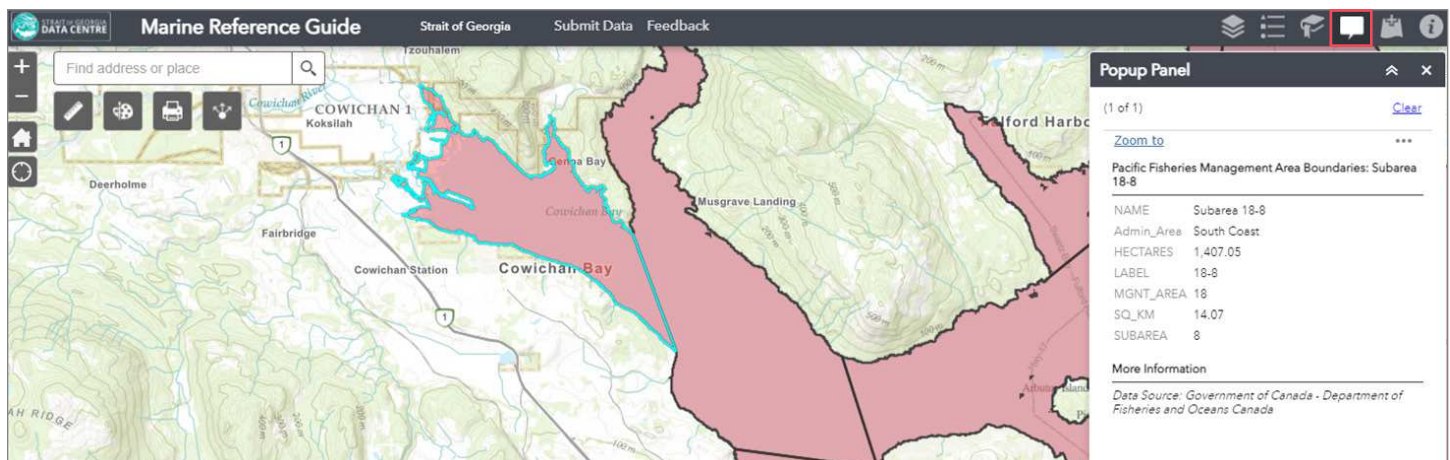 STRAIT OF GEORGIA
DATA CENTRE
Marine Reference Guide
Strait of Georgia
Submit Data
Feedback
Find address or place
Tzouhalem
Cowichan River
COWICHAN 1
Koksilah
1
Genoa Bay
Deerholme
Cowichan Bay
Musgrave Landing
Fairbridge
Cowichan Station
Cowichan Bay
1
Popup Panel
(1 of 1)
Clear
Zoom to
Pacific Fisheries Management Area Boundaries: Subarea
18-8
NAME Subarea 18-8
Admin_Area South Coast
HECTARES 1,407.05
LABEL 18-8
MGNT_AREA 18
SQ_KM 14.07
SUBAREA 8
More Information
Data Source: Government of Canada - Department of
Fisheries and Oceans Canada